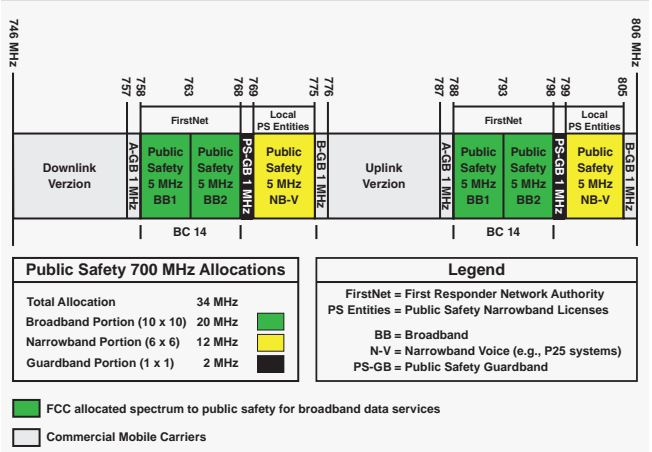 746 MHz
757
758
763
768
769
775
776
787
788
793
798
799
805
806 MHz
FirstNet
Local
PS Entities
FirstNet
Local
PS Entities
Downlink
Verzion
A-GB 1 MHz
Public
Safety
5 MHz
BB1
Public
Safety
5 MHz
BB2
PS-GB 1 MHz
Public
Safety
5 MHz
NB-V
B-GB 1 MHz
Uplink
Verzion
A-GB 1 MHz
Public
Safety
5 MHz
BB1
Public
Safety
5 MHz
BB2
PS-GB 1 MHz
Public
Safety
5 MHz
NB-V
B-GB 1 MHz
BC 14
BC 14
Public Safety 700 MHz Allocations
Total Allocation 34 MHz
Broadband Portion (10 x 10) 20 MHz
Narrowband Portion (6 x 6) 12 MHz
Guardband Portion (1 x 1) 2 MHz
Legend
FirstNet = First Responder Network Authority
PS Entities = Public Safety Narrowband Licenses
BB = Broadband
N-V = Narrowband Voice (e.g., P25 systems)
PS-GB = Public Safety Guardband
FCC allocated spectrum to public safety for broadband data services
Commercial Mobile Carriers